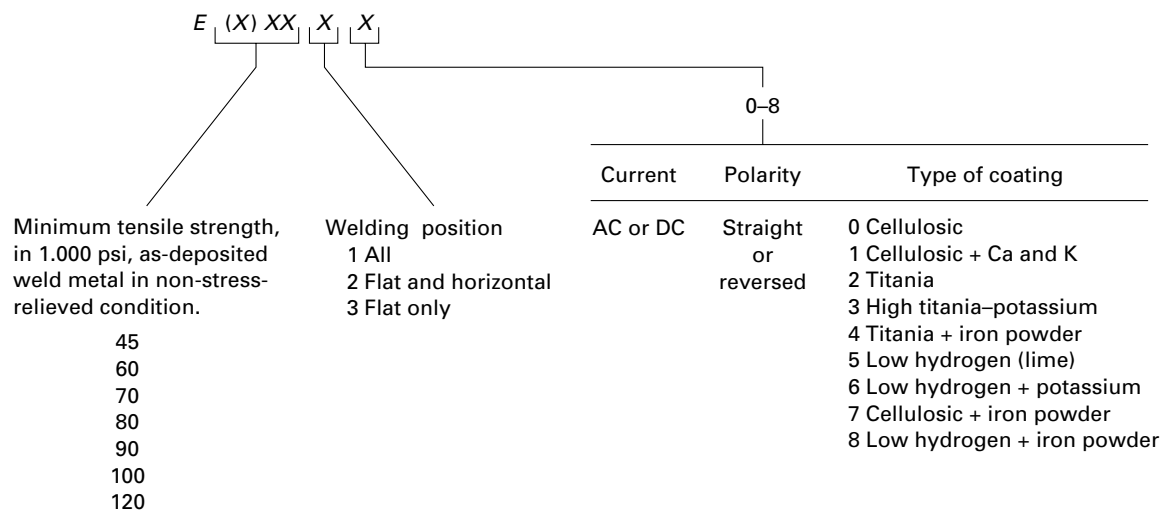 E (X) XX X X
0–8
Current Polarity Type of coating
Minimum tensile strength,
in 1.000 psi, as-deposited
weld metal in non-stress-
relieved condition.
45
60
70
80
90
100
120
Welding position
1 All
2 Flat and horizontal
3 Flat only
AC or DC
Straight
or
reversed
0 Cellulosic
1 Cellulosic + Ca and K
2 Titania
3 High titania–potassium
4 Titania + iron powder
5 Low hydrogen (lime)
6 Low hydrogen + potassium
7 Cellulosic + iron powder
8 Low hydrogen + iron powder